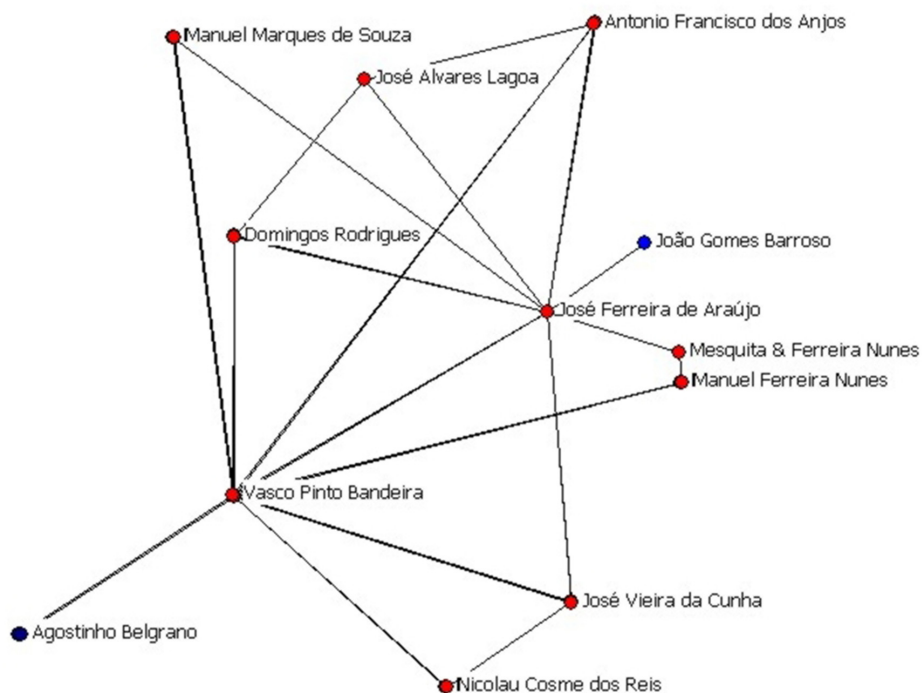 Antonio Francisco dos Anjos
Manuel Marques de Souza
José Alvares Lagoa
Domingos Rodrigues
João Gomes Barroso
José Ferreira de Araújo
Mesquita & Ferreira Nunes
Manuel Ferreira Nunes
Vasco Pinto Bandeira
José Vieira da Cunha
Agostinho Belgrano
Nicolau Cosme dos Reis